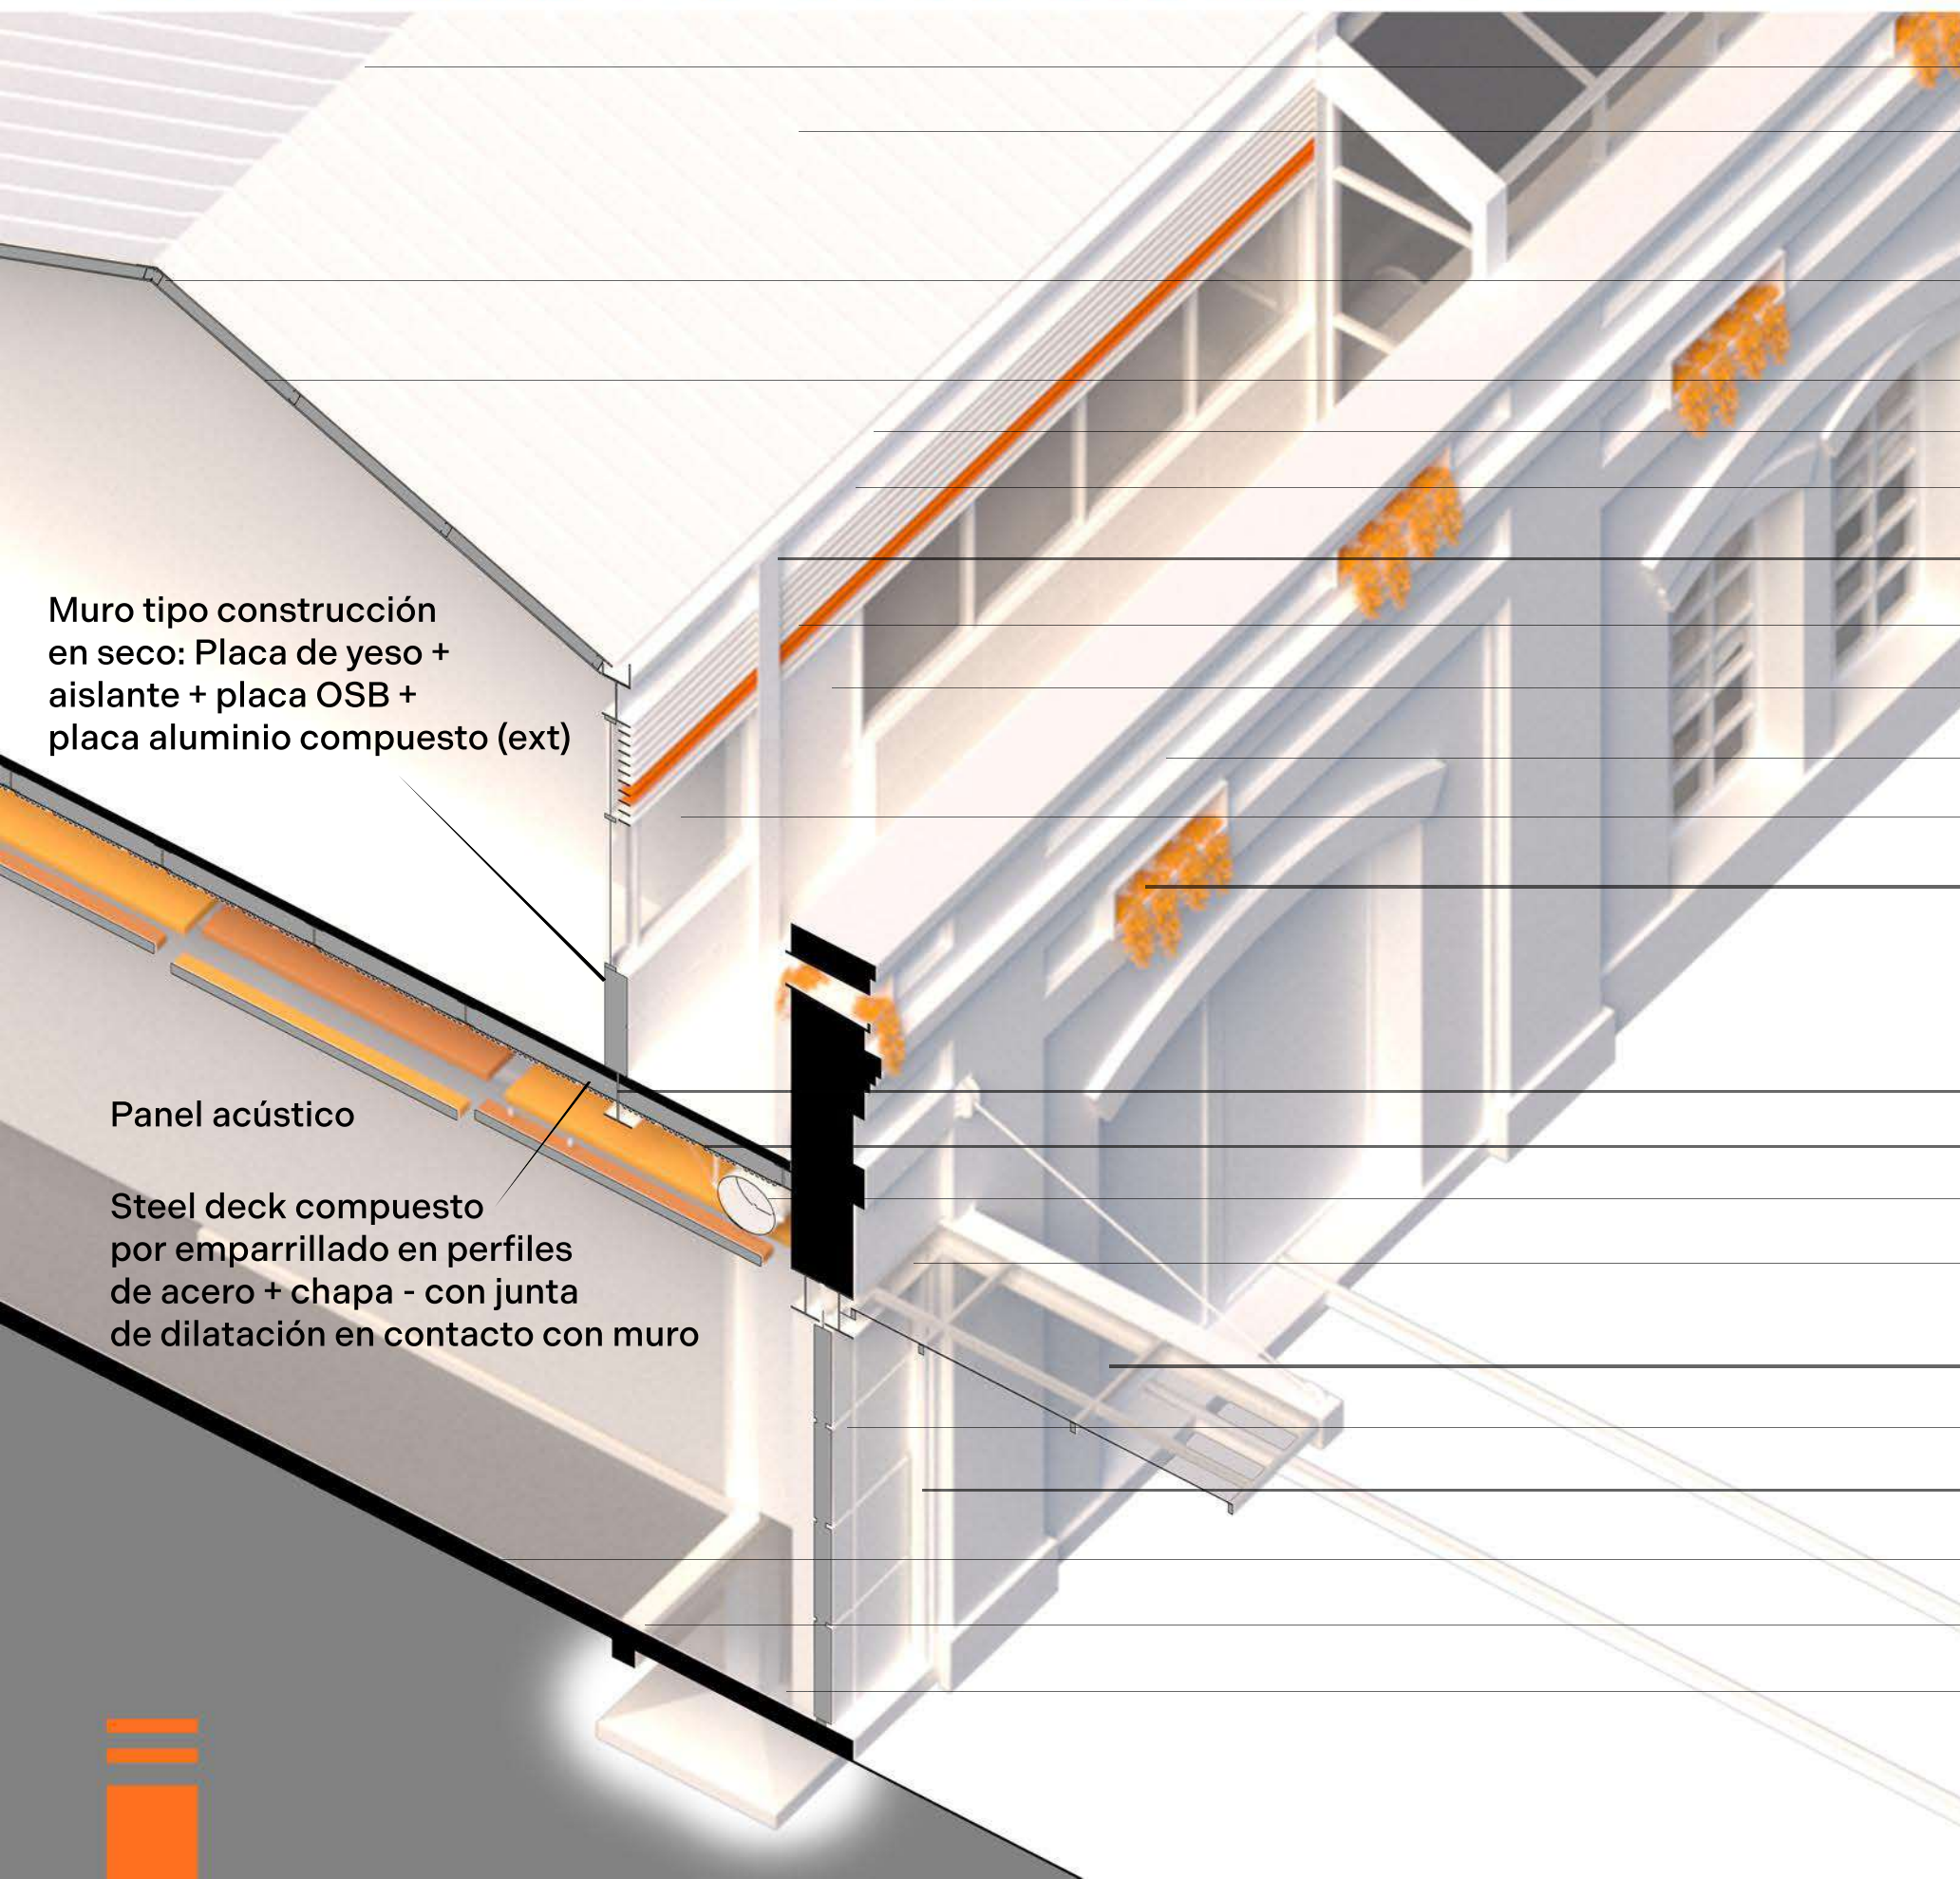 Muro tipo construcción
en seco: Placa de yeso +
aislante + placa OSB +
placa aluminio compuesto (ext)
Panel acústico
Steel deck compuesto
por emparrillado en perfiles
de acero + chapa - con junta
de dilatación en contacto con muro